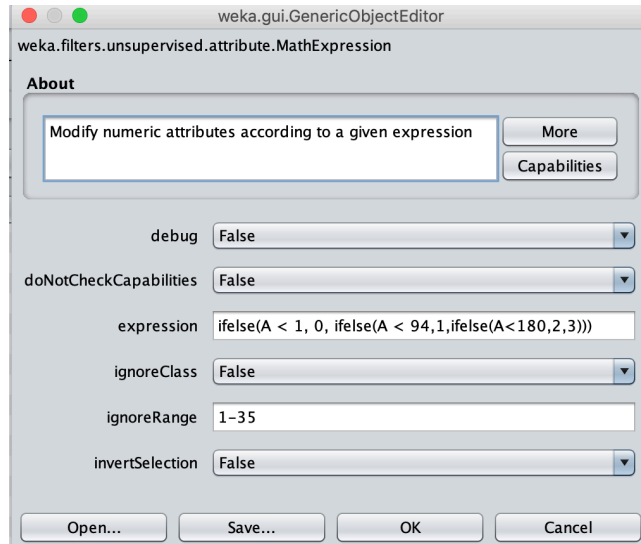 weka.gui.GenericObjectEditor
weka.filters.unsupervised.attribute.MathExpression
About
Modify numeric attributes according to a given expression
More
Capabilities
debug False
doNotCheckCapabilities False
expression ifelse(A < 1, 0, ifelse(A < 94,1,ifelse(A<180,2,3)))
ignoreClass False
ignoreRange 1-35
invertSelection False
Open... Save... OK Cancel